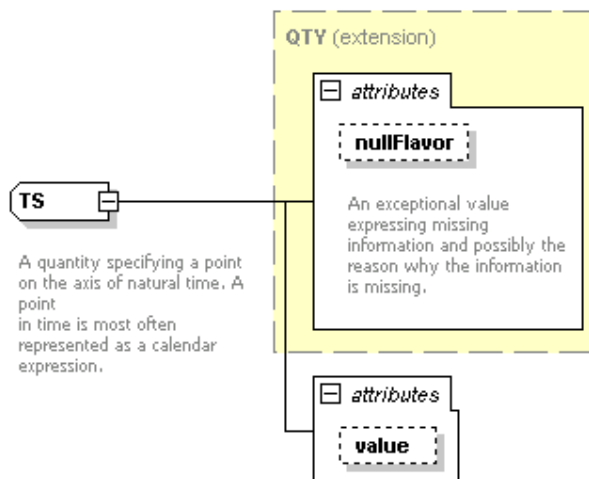 QTY (extension)
attributes
nullFlavor
An exceptional value
expressing missing
information and possibly the
reason why the information
is missing.
TS
A quantity specifying a point
on the axis of natural time. A
point
in time is most often
represented as a calendar
expression.
attributes
value